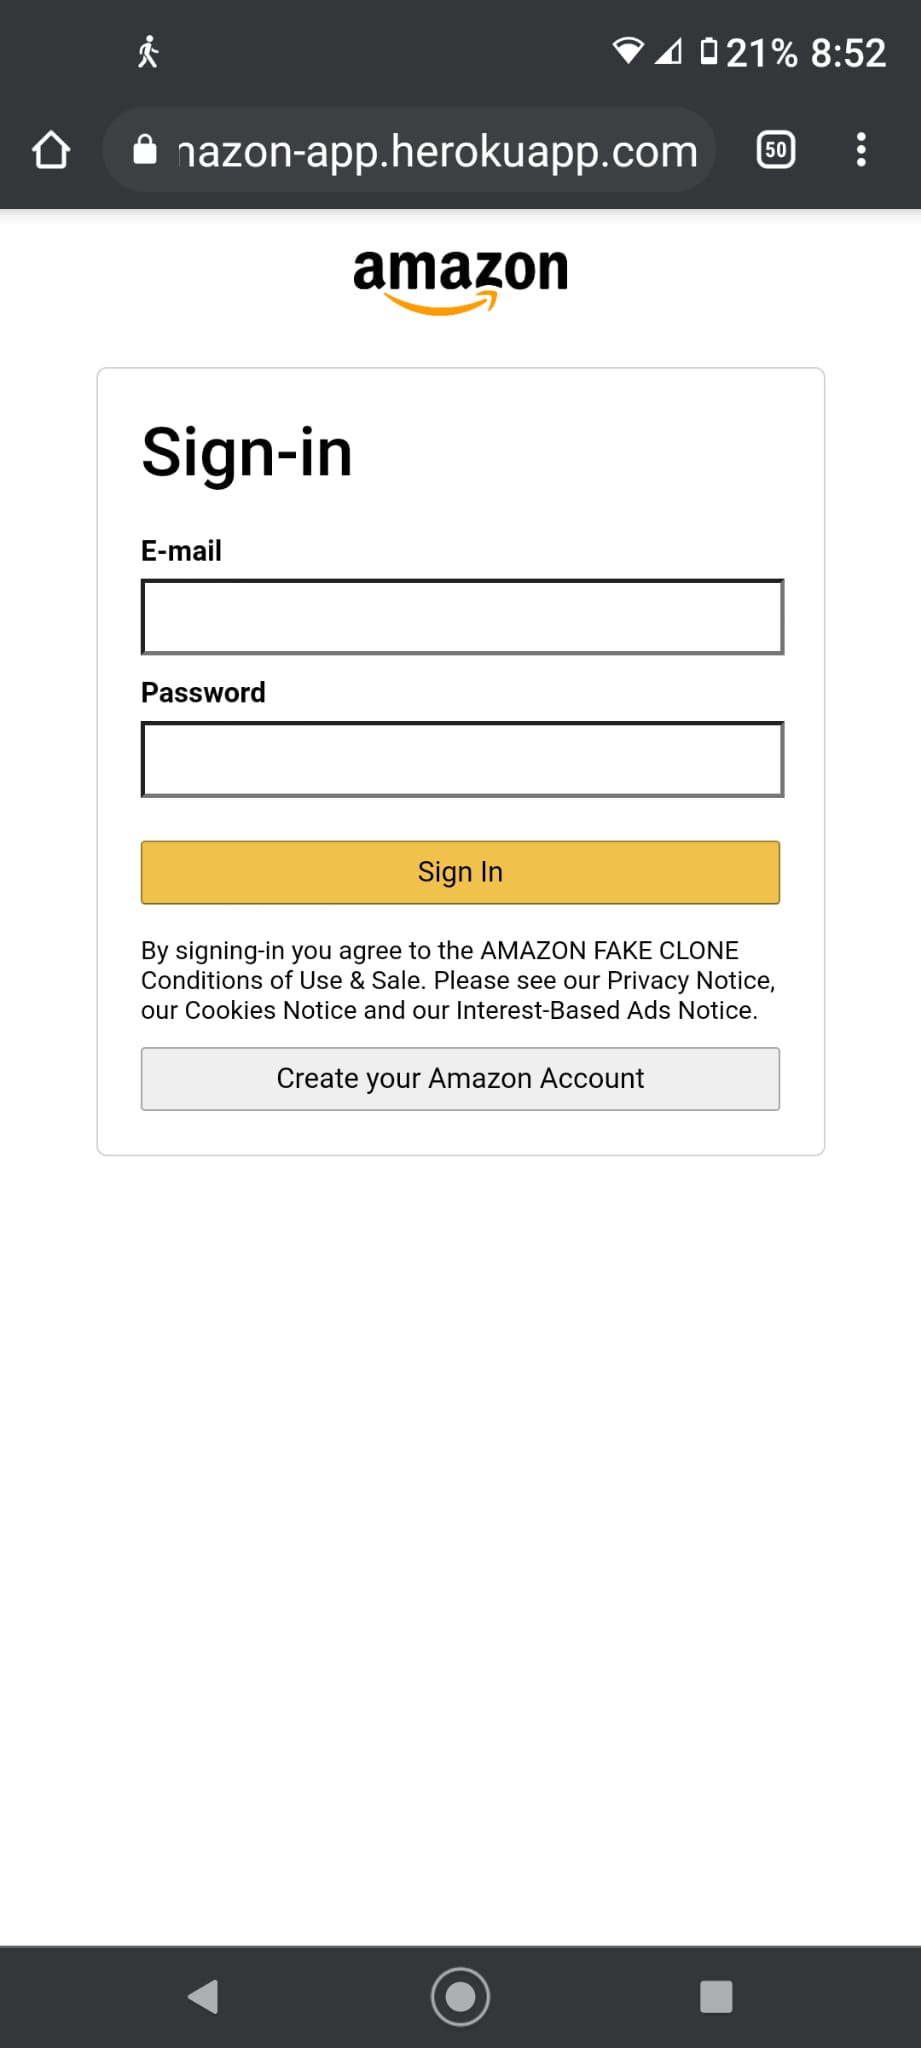 21% 8:52
nazon-app.herokuapp.com
50
amazon
Sign-in
E-mail
Password
Sign In
By signing-in you agree to the AMAZON FAKE CLONE
Conditions of Use & Sale. Please see our Privacy Notice,
our Cookies Notice and our Interest-Based Ads Notice.
Create your Amazon Account